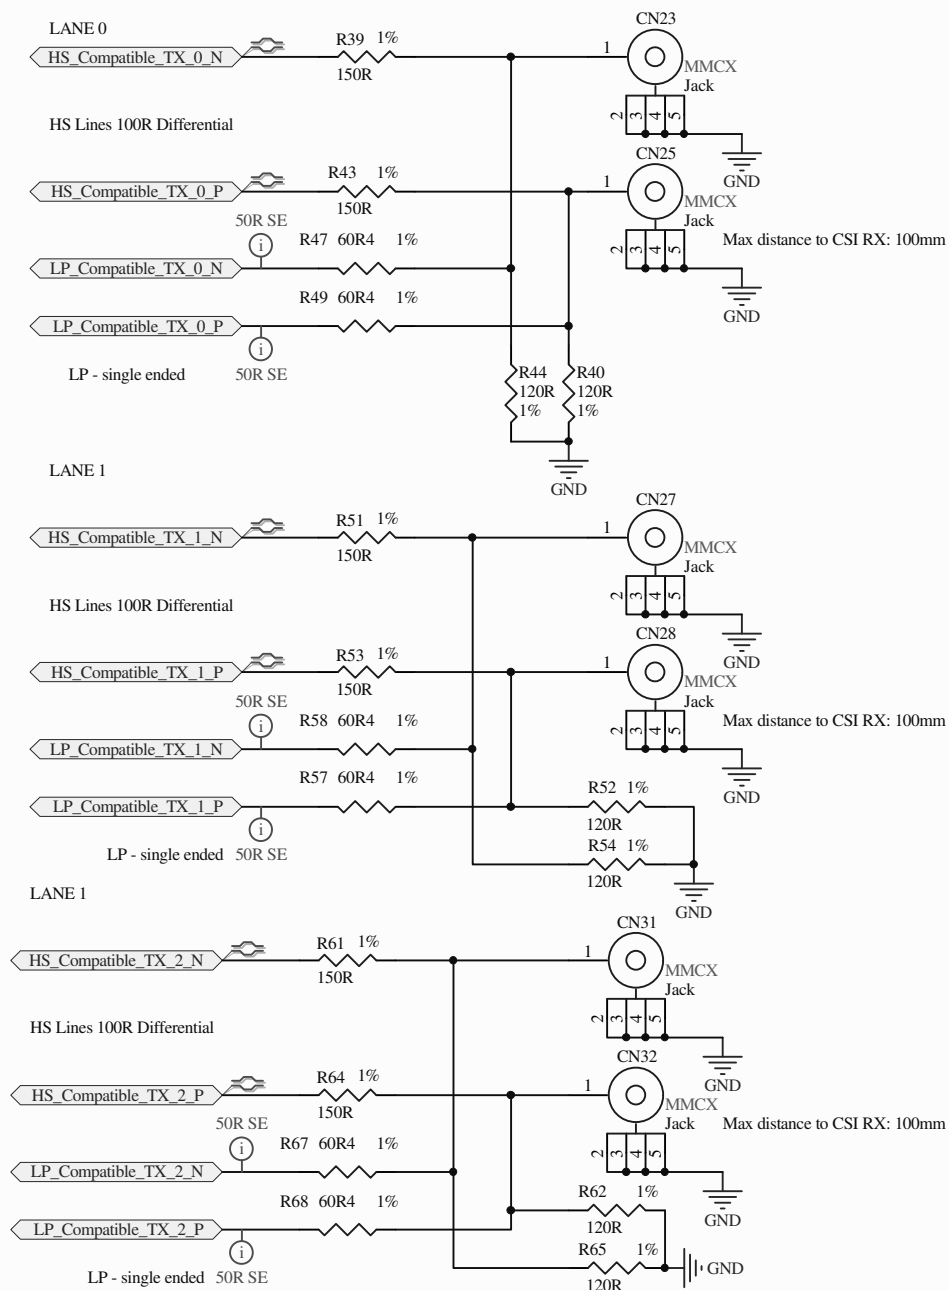 LANE 0
HS_Compatible_TX_0_N
R39 1%
150R
1
CN23
MMCX
Jack
2 3 4 5
GND
HS Lines 100R Differential
HS_Compatible_TX_0_P
R43 1%
150R
1
CN25
MMCX
Jack
2 3 4 5
GND
Max distance to CSI RX: 100mm
50R SE
i
R47 60R4 1%
LP_Compatible_TX_0_N
R49 60R4 1%
LP_Compatible_TX_0_P
i
50R SE
LP - single ended
R44
120R
1%
R40
120R
1%
GND
LANE 1
HS_Compatible_TX_1_N
R51 1%
150R
1
CN27
MMCX
Jack
2 3 4 5
GND
HS Lines 100R Differential
HS_Compatible_TX_1_P
R53 1%
150R
1
CN28
MMCX
Jack
2 3 4 5
GND
Max distance to CSI RX: 100mm
50R SE
i
R58 60R4 1%
LP_Compatible_TX_1_N
R57 60R4 1%
LP_Compatible_TX_1_P
i
LP - single ended 50R SE
R52 1%
120R
R54 1%
120R
GND
LANE 1
HS_Compatible_TX_2_N
R61 1%
150R
1
CN31
MMCX
Jack
2 3 4 5
GND
HS Lines 100R Differential
HS_Compatible_TX_2_P
R64 1%
150R
1
CN32
MMCX
Jack
2 3 4 5
GND
Max distance to CSI RX: 100mm
50R SE
i
R67 60R4 1%
LP_Compatible_TX_2_N
R68 60R4 1%
LP_Compatible_TX_2_P
i
LP - single ended 50R SE
R62 1%
120R
R65 1%
120R
GND